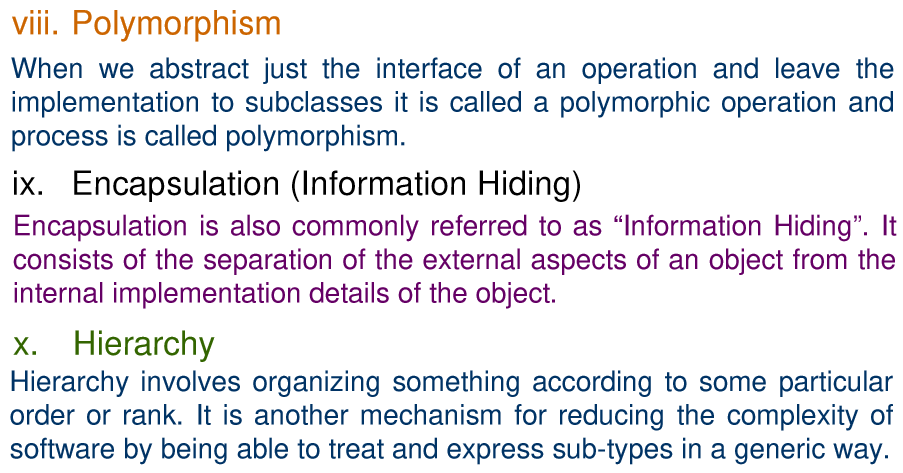 viii. Polymorphism
When we abstract just the interface of an operation and leave the
implementation to subclasses it is called a polymorphic operation and
process is called polymorphism.
ix. Encapsulation (Information Hiding)
Encapsulation is also commonly referred to as “Information Hiding”. It
consists of the separation of the external aspects of an object from the
internal implementation details of the object.
x. Hierarchy
Hierarchy involves organizing something according to some particular
order or rank. It is another mechanism for reducing the complexity of
software by being able to treat and express sub-types in a generic way.